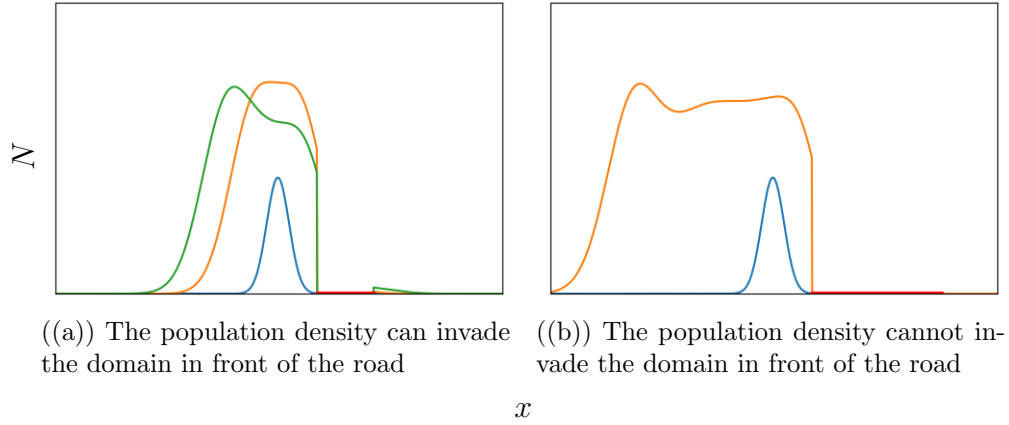 N
((a)) The population density can invade
the domain in front of the road
((b)) The population density cannot in-
vade the domain in front of the road
x